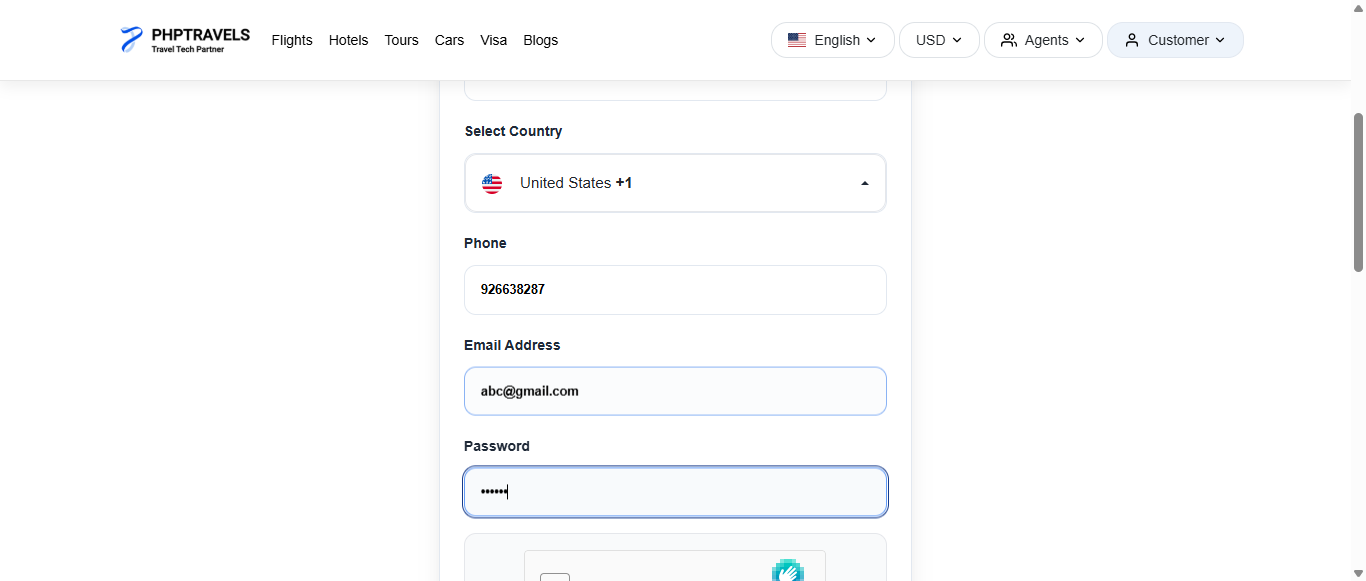 PHPTRAVELS
Travel Tech Partner
Flights Hotels Tours Cars Visa Blogs
English USD Agents Customer
Select Country
United States +1
Phone
926638287
Email Address
abc@gmail.com
Password
••••••